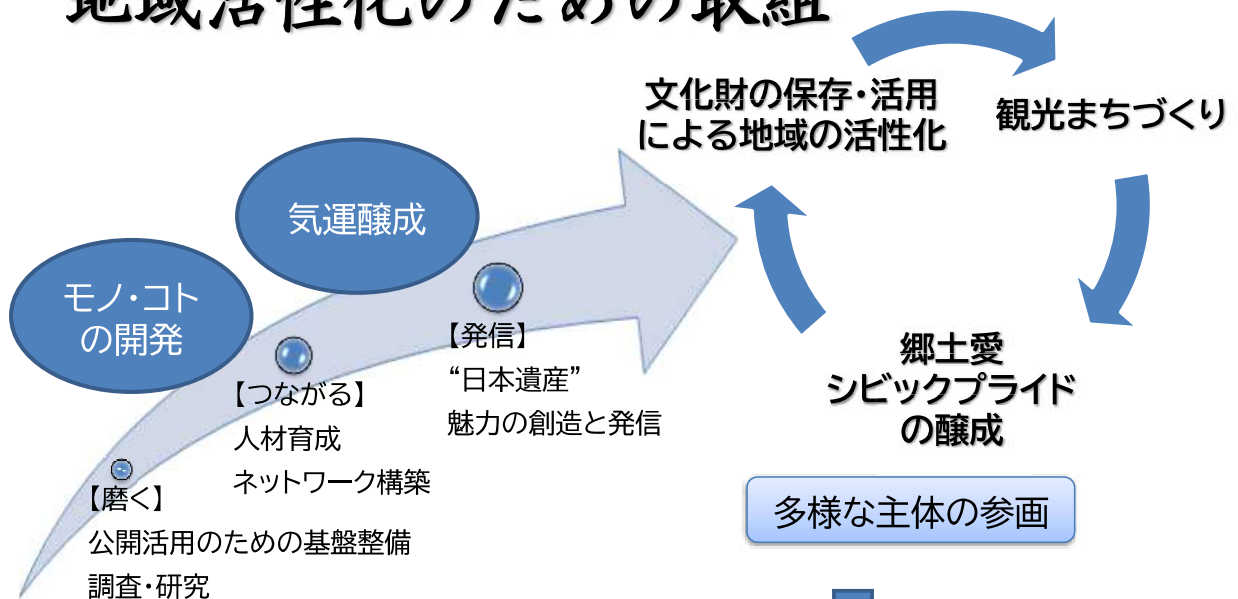 地域活性化のための取組
文化財の保存・活用
による地域の活性化
観光まちづくり
気運醸成
モノ・コト
の開発
【発信】
“日本遺産”
魅力の創造と発信
【つながる】
人材育成
ネットワーク構築
【磨く】
公開活用のための基盤整備
調査・研究
郷土愛
シビックプライド
の醸成
多様な主体の参画